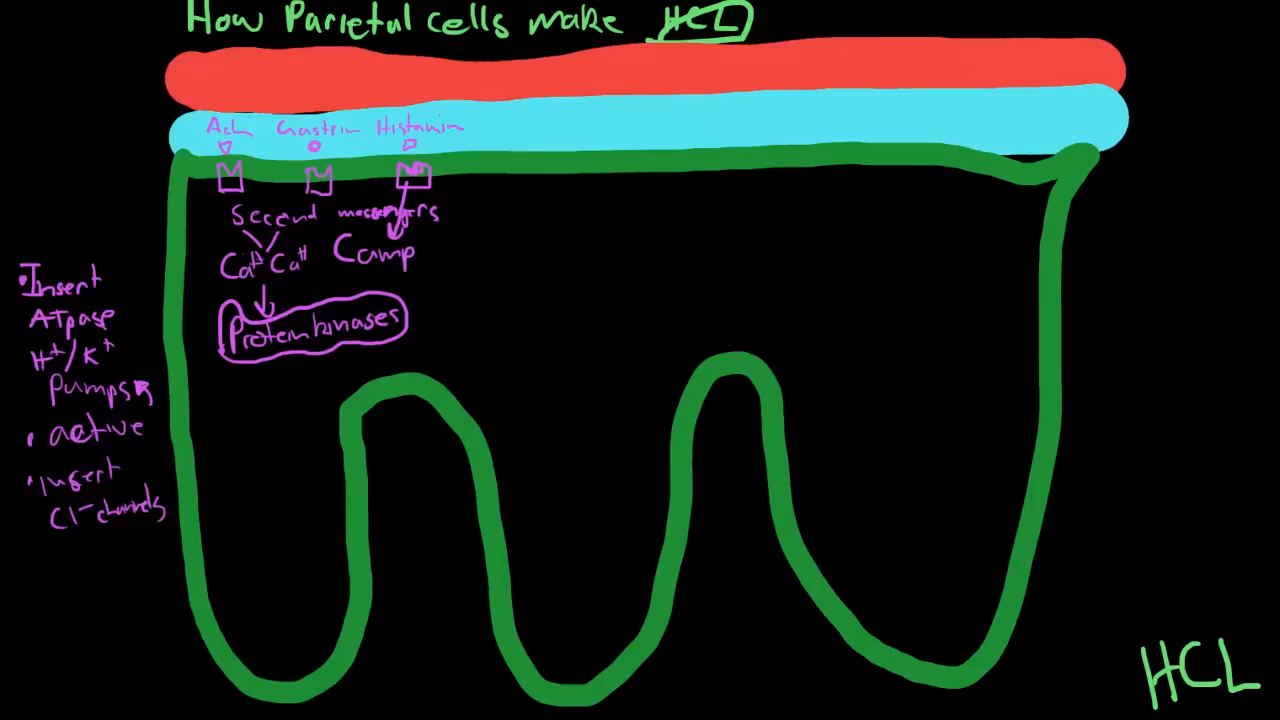 How Parietal cells make HCL
Ach Gastrin Histamin
Second messengers
Ca++ Ca++ Camp
Protein kinases
• Insert
ATpase
H+/K+
Pumps
• active
• Insert
Cl- channels
HCL